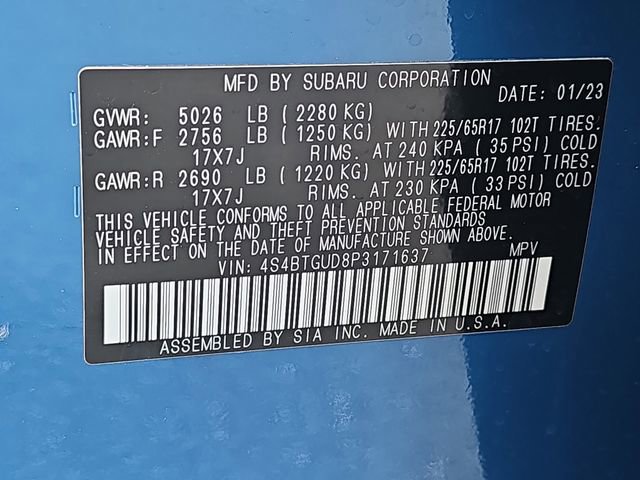 MFD BY SUBARU CORPORATION DATE: 01/23
GVWR: 5026 LB ( 2280 KG)
GAWR:F 2756 LB ( 1250 KG) WITH 225/65R17 102T TIRES.
17X7J RIMS. AT 240 KPA ( 35 PSI) COLD
GAWR:R 2690 LB ( 1220 KG) WITH 225/65R17 102T TIRES.
17X7J RIMS. AT 230 KPA ( 33 PSI) COLD
THIS VEHICLE CONFORMS TO ALL APPLICABLE FEDERAL MOTOR
VEHICLE SAFETY AND THEFT PREVENTION STANDARDS
IN EFFECT ON THE DATE OF MANUFACTURE SHOWN ABOVE.
VIN: 4S4BTGUD8P3171637 MPV
ASSEMBLED BY SIA INC. MADE IN U.S.A.